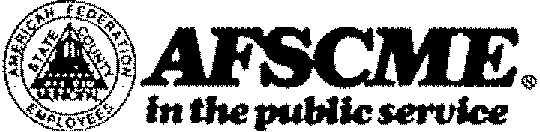 AMERICAN FEDERATION
STATE COUNTY
EMPLOYEES
AFSCME®
in the public service